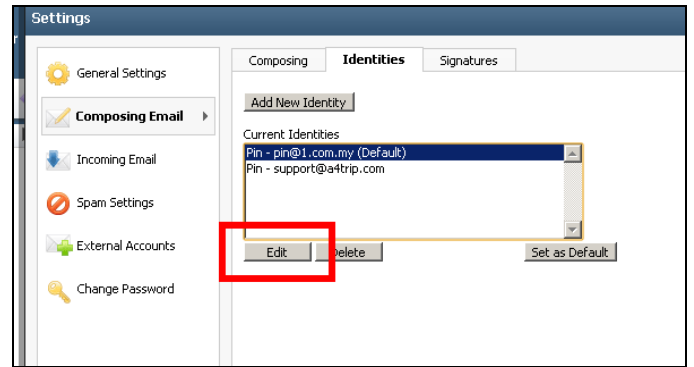 Settings
General Settings
Composing Email
Incoming Email
Spam Settings
External Accounts
Change Password
Composing Identities Signatures
Add New Identity
Current Identities
Pin - pin@1.com.my (Default)
Pin - support@a4trip.com
Edit Delete Set as Default